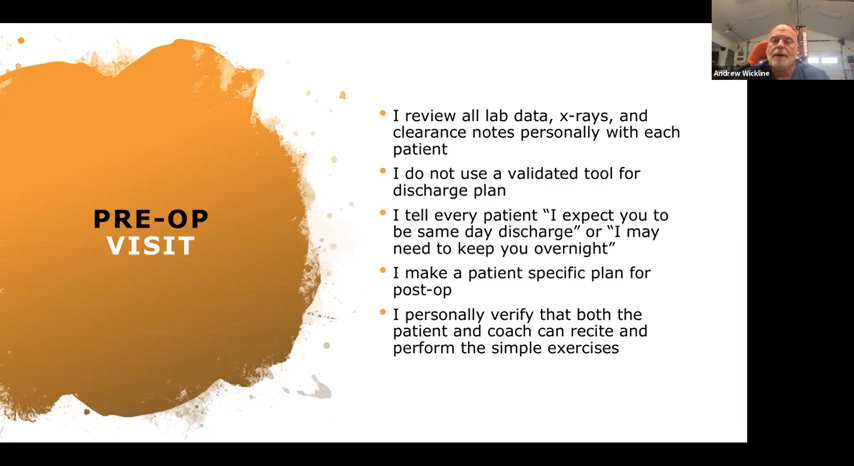 Andrew Wickline
PRE-OP
VISIT
• I review all lab data, x-rays, and
clearance notes personally with each
patient
• I do not use a validated tool for
discharge plan
• I tell every patient “I expect you to
be same day discharge” or “I may
need to keep you overnight”
• I make a patient specific plan for
post-op
• I personally verify that both the
patient and coach can recite and
perform the simple exercises